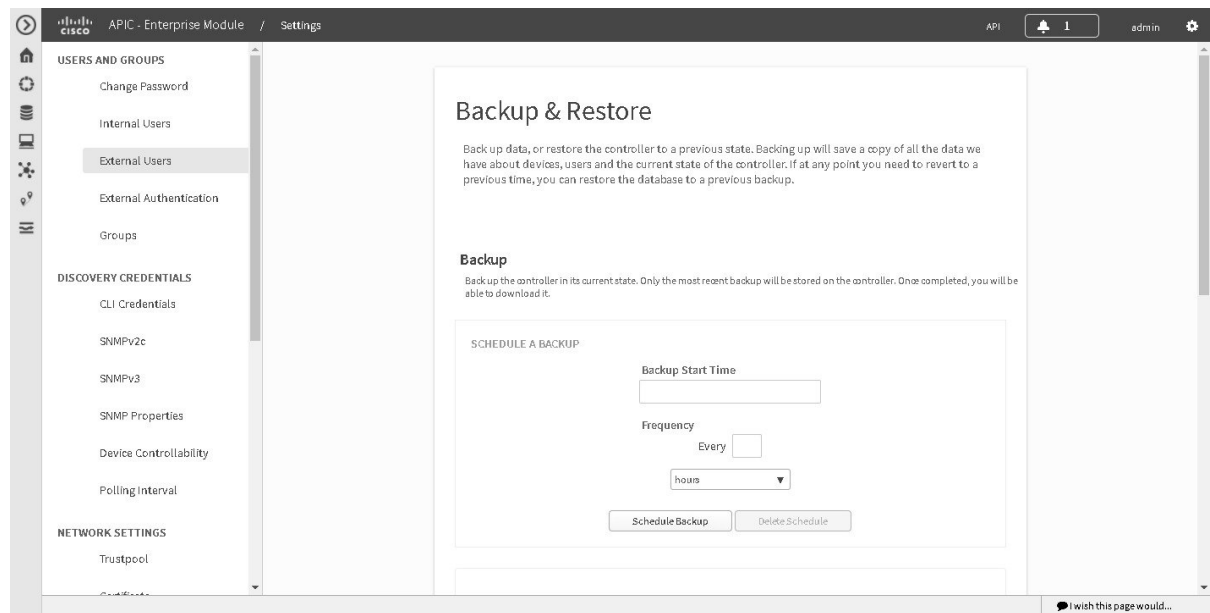 CISCO APIC - Enterprise Module / Settings API 1 admin
USERS AND GROUPS
Change Password
Internal Users
External Users
External Authentication
Groups
DISCOVERY CREDENTIALS
CLI Credentials
SNMPv2c
SNMPv3
SNMP Properties
Device Controllability
Polling Interval
NETWORK SETTINGS
Trustpool
Backup & Restore
Back up data, or restore the controller to a previous state. Backing up will save a copy of all the data we
have about devices, users and the current state of the controller. If at any point you need to revert to a
previous time, you can restore the database to a previous backup.
Backup
Back up the controller in its current state. Only the most recent backup will be stored on the controller. Once completed, you will be
able to download it.
SCHEDULE A BACKUP
Backup Start Time
Frequency
Every
hours
Schedule Backup Delete Schedule
I wish this page would...